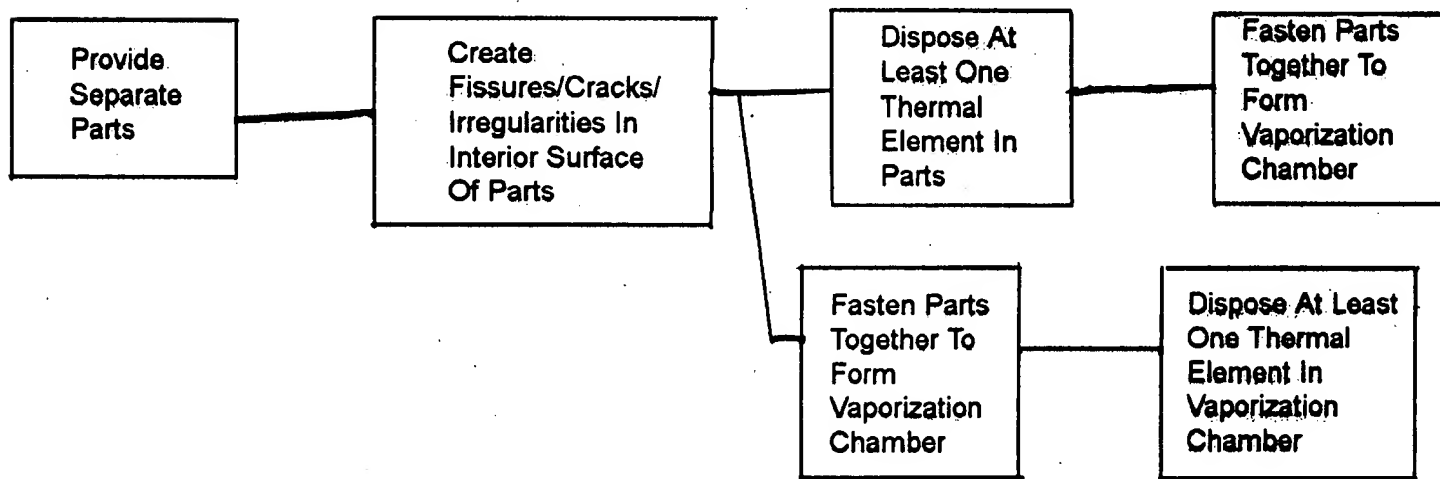 Provide
Separate
Parts
Create
Fissures/Cracks/
Irregularities In
Interior Surface
Of Parts
Dispose At
Least One
Thermal
Element In
Parts
Fasten Parts
Together To
Form
Vaporization
Chamber
Fasten Parts
Together To
Form
Vaporization
Chamber
Dispose At Least
One Thermal
Element In
Vaporization
Chamber